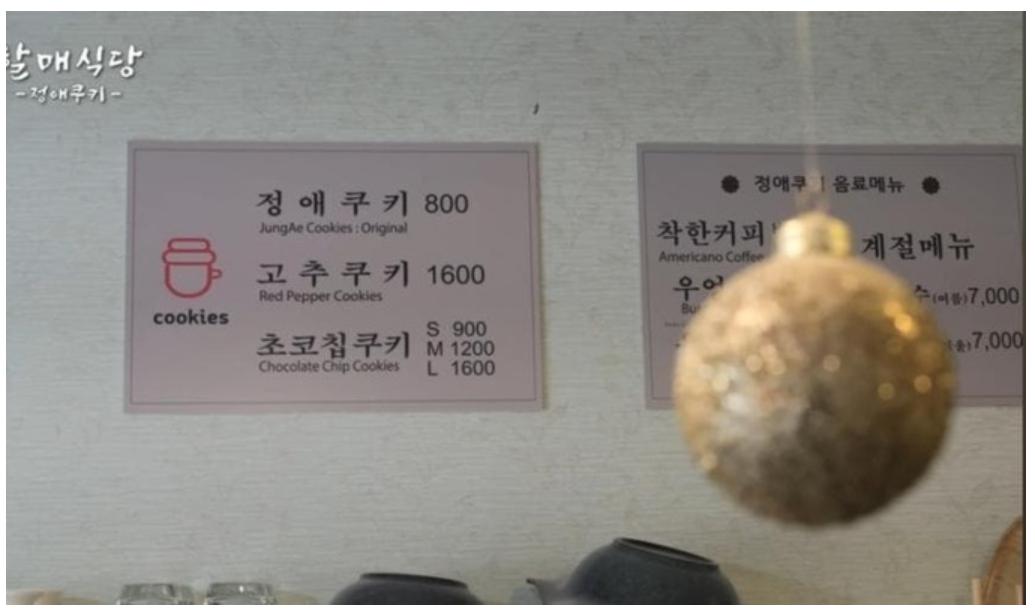 할매식당
-정애쿠키-
cookies
정애쿠키 800
JungAe Cookies : Original
고추쿠키 1600
Red Pepper Cookies
초코칩쿠키
Chocolate Chip Cookies
S 900
M 1200
L 1600
정애쿠키 음료메뉴
착한커피
Americano Coffee
계절메뉴
(여름)7,000
7,000